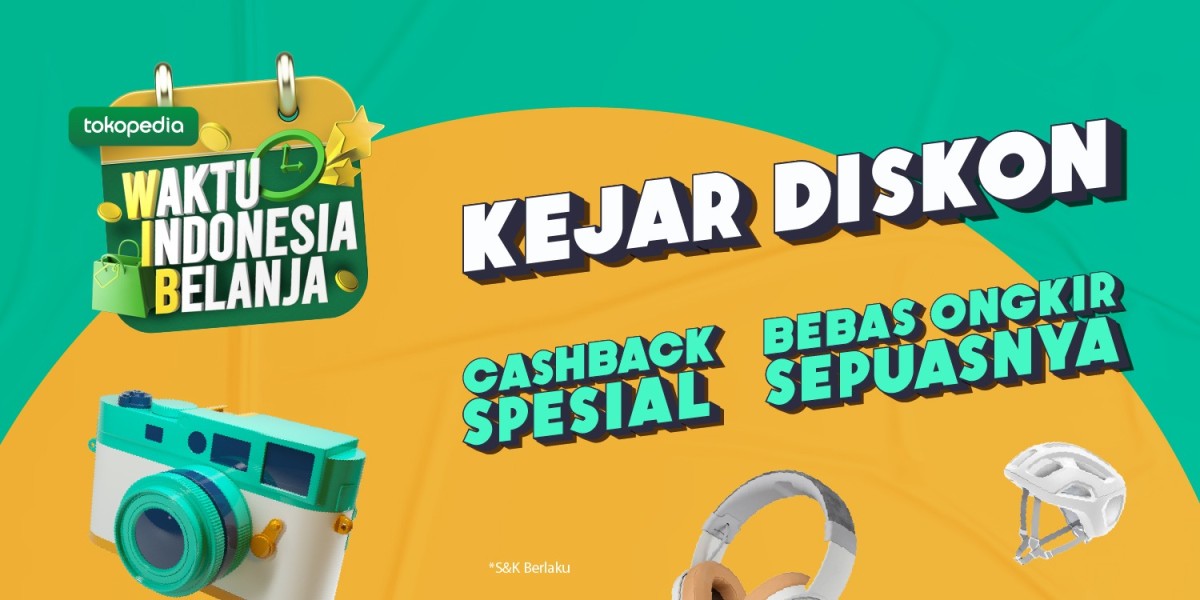 tokopedia
WAKTU
INDONESIA
BELANJA
KEJAR DISKON
CASHBACK
SPESIAL
BEBAS ONGKIR
SEPUASNYA
*S&K Berlaku